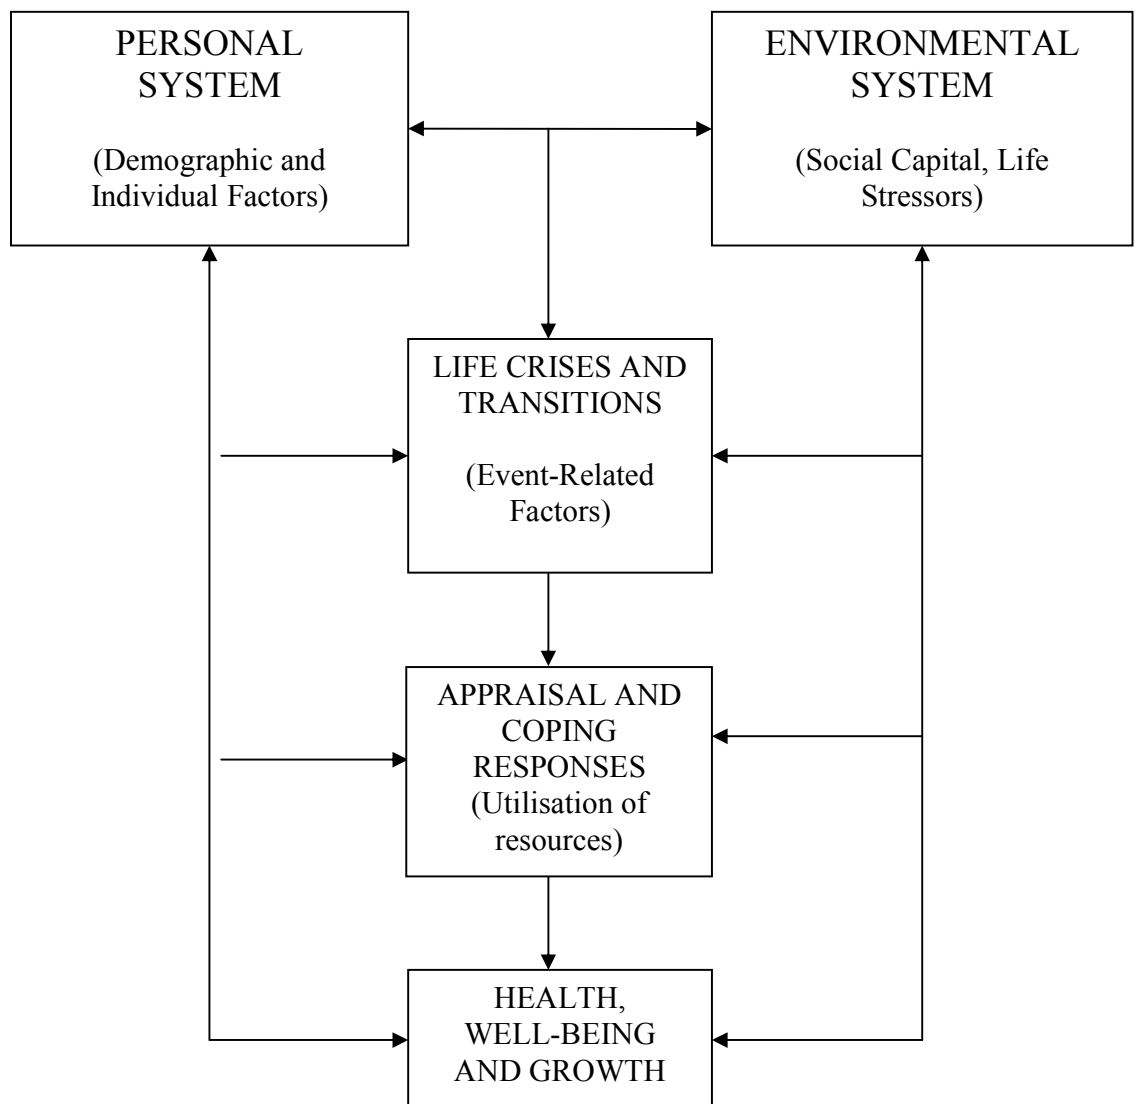 PERSONAL
SYSTEM
(Demographic and
Individual Factors)
ENVIRONMENTAL
SYSTEM
(Social Capital, Life
Stressors)
LIFE CRISES AND
TRANSITIONS
(Event-Related
Factors)
APPRAISAL AND
COPING
RESPONSES
(Utilisation of
resources)
HEALTH,
WELL-BEING
AND GROWTH